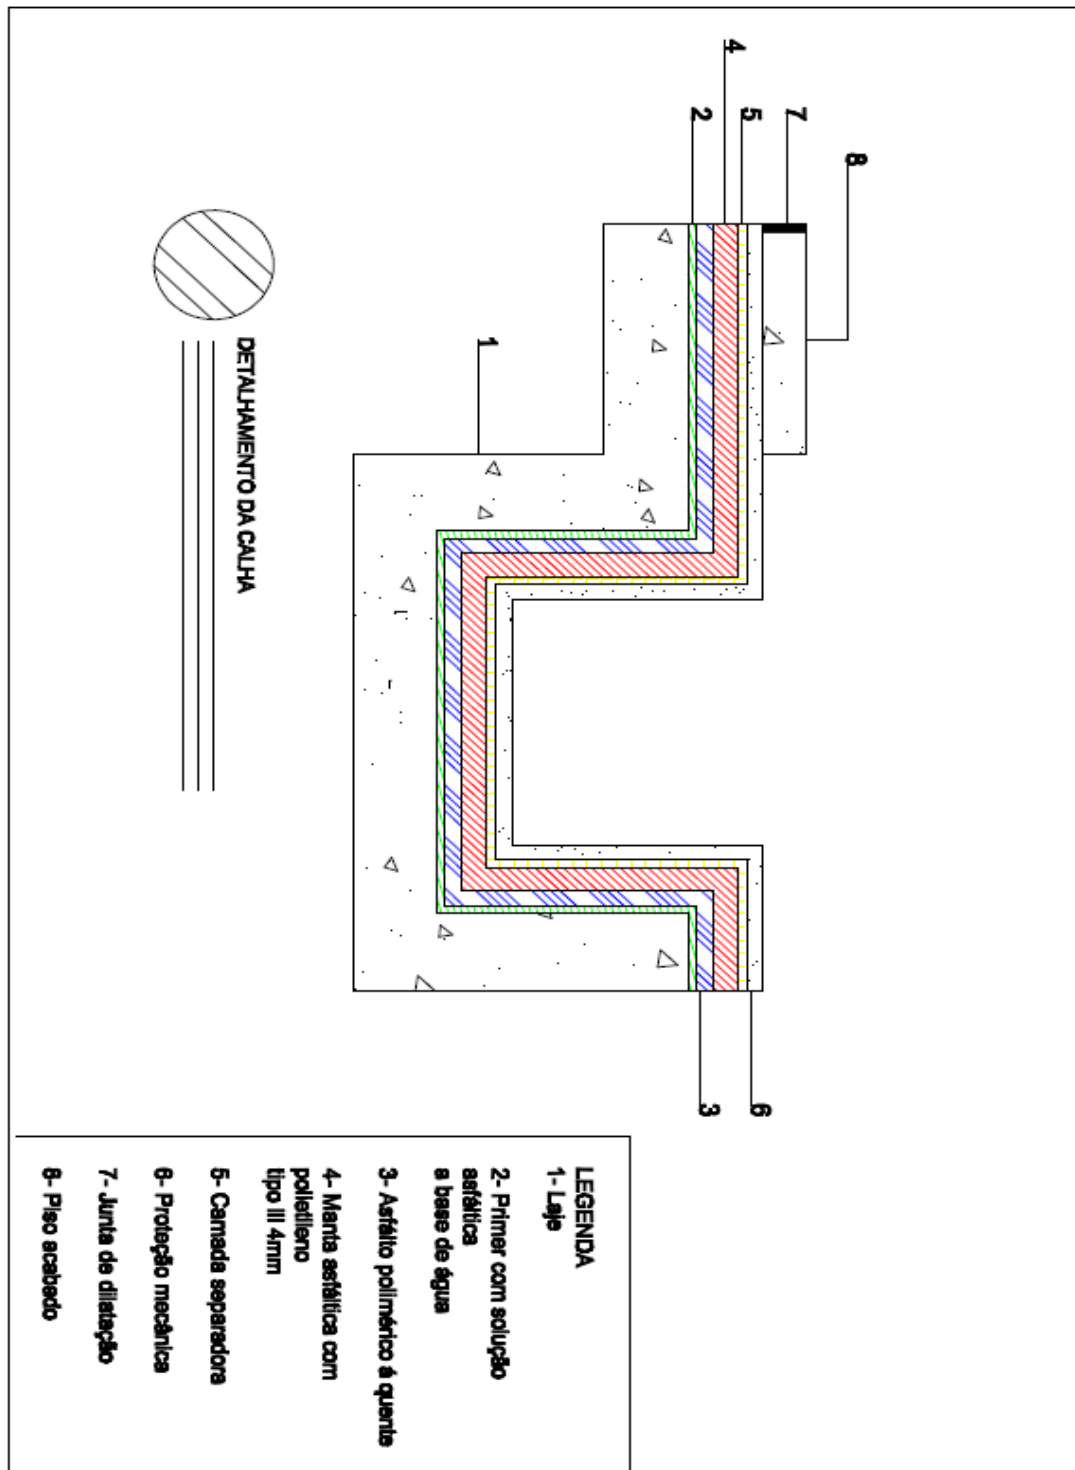 4
2
5
7
8
1
3
6
DETALHAMENTO DA CALHA
LEGENDA
1- Laje
2- Primer com solução
asfáltica
a base de água
3- Asfálto polimérico á quente
4- Manta asfáltica com
polietileno
tipo III 4mm
5- Camada separadora
6- Proteção mecânica
7- Junta de dilatação
8- Piso acabado